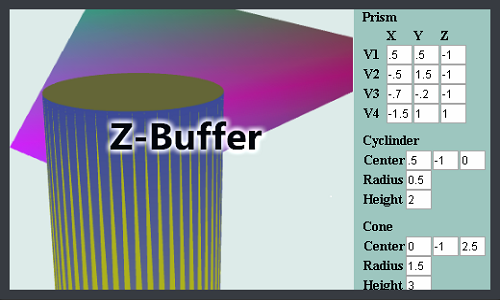 Z-Buffer
Prism
X Y Z
V1 .5 .5 -1
V2 -.5 1.5 -1
V3 -.7 -.2 -1
V4 -1.5 1 1
Cylinder
Center .5 -1 0
Radius 0.5
Height 2
Cone
Center 0 -1 2.5
Radius 1.5
Height 3